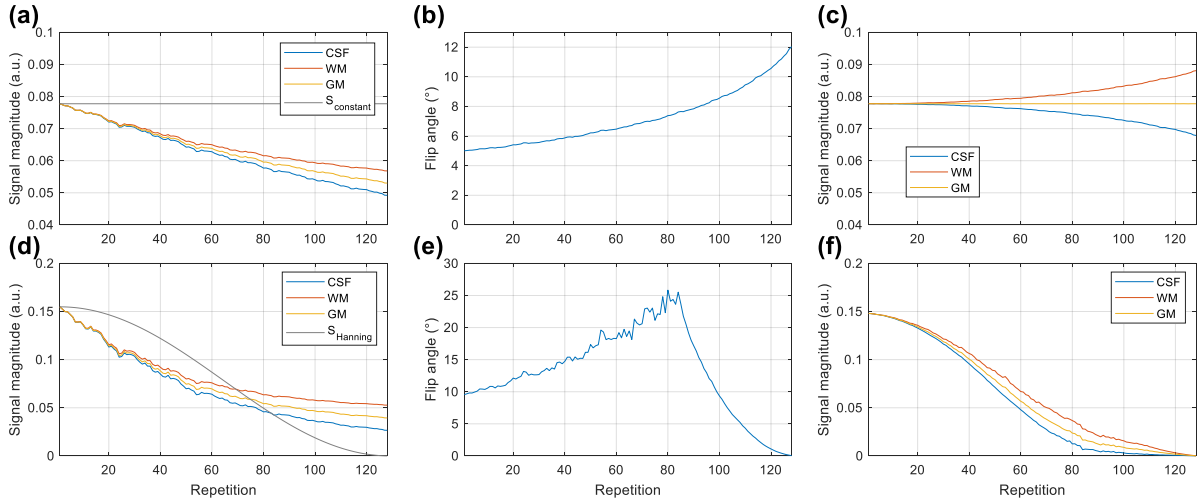 (a)
Signal magnitude (a.u.)
0.1
0.09
0.08
0.07
0.06
0.05
0.04
CSF
WM
GM
S constant
20 40 60 80 100 120
Repetition
(b)
Flip angle (°)
12
10
8
6
4
2
0
20 40 60 80 100 120
Repetition
(c)
Signal magnitude (a.u.)
0.1
0.09
0.08
0.07
0.06
0.05
0.04
CSF
WM
GM
20 40 60 80 100 120
Repetition
(d)
Signal magnitude (a.u.)
0.2
0.15
0.1
0.05
0
CSF
WM
GM
S Hanning
20 40 60 80 100 120
Repetition
(e)
Flip angle (°)
30
25
20
15
10
5
0
20 40 60 80 100 120
Repetition
(f)
Signal magnitude (a.u.)
0.2
0.15
0.1
0.05
0
CSF
WM
GM
20 40 60 80 100 120
Repetition